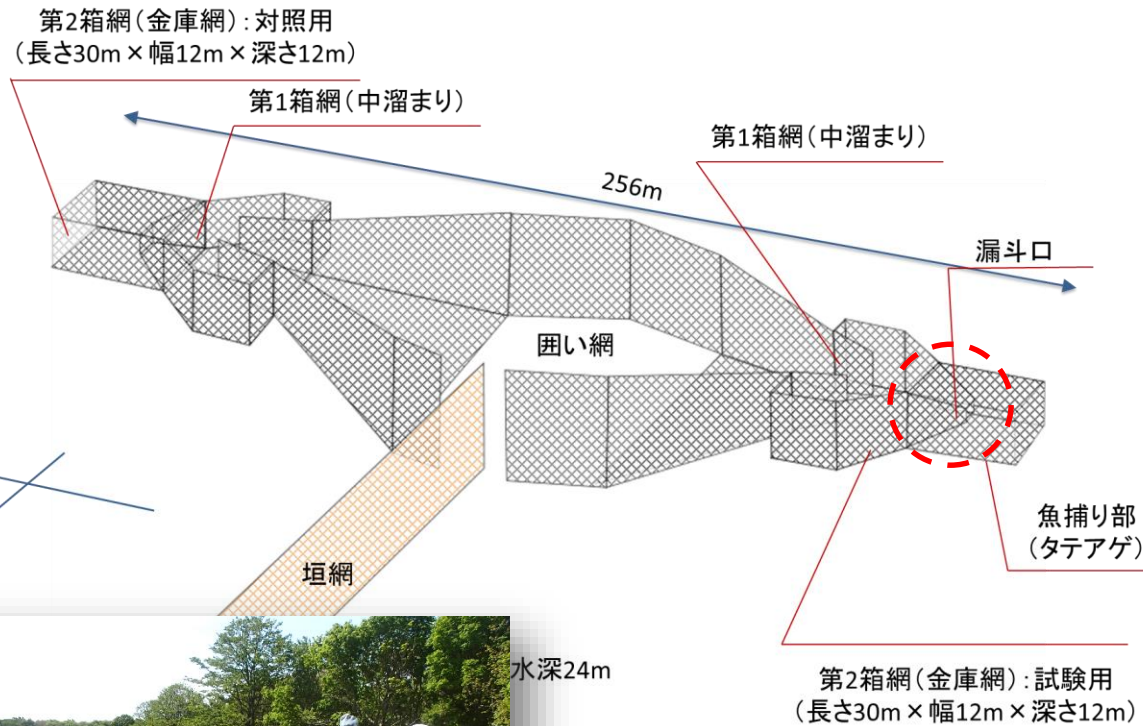 第2箱網（金庫網）：対照用
（長さ30m×幅12m×深さ12m）
第1箱網（中溜まり）
第1箱網（中溜まり）
256m
漏斗口
囲い網
魚捕り部
（タテアゲ）
垣網
水深24m
第2箱網（金庫網）：試験用
（長さ30m×幅12m×深さ12m）